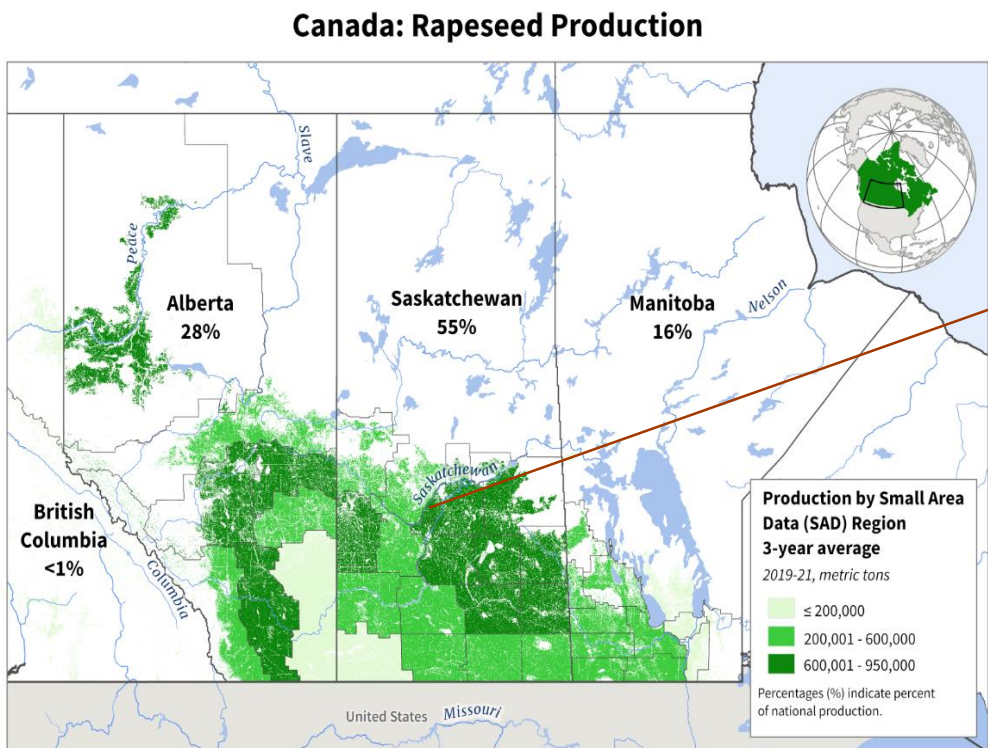 Canada: Rapeseed Production
Slave
Peace
Alberta
28%
Saskatchewan
55%
Manitoba
16%
Nelson
Saskatchewan
British
Columbia
<1%
Columbia
Production by Small Area
Data (SAD) Region
3-year average
2019-21, metric tons
≤ 200,000
200,001 - 600,000
600,001 - 950,000
Percentages (%) indicate percent
of national production.
United States
Missouri